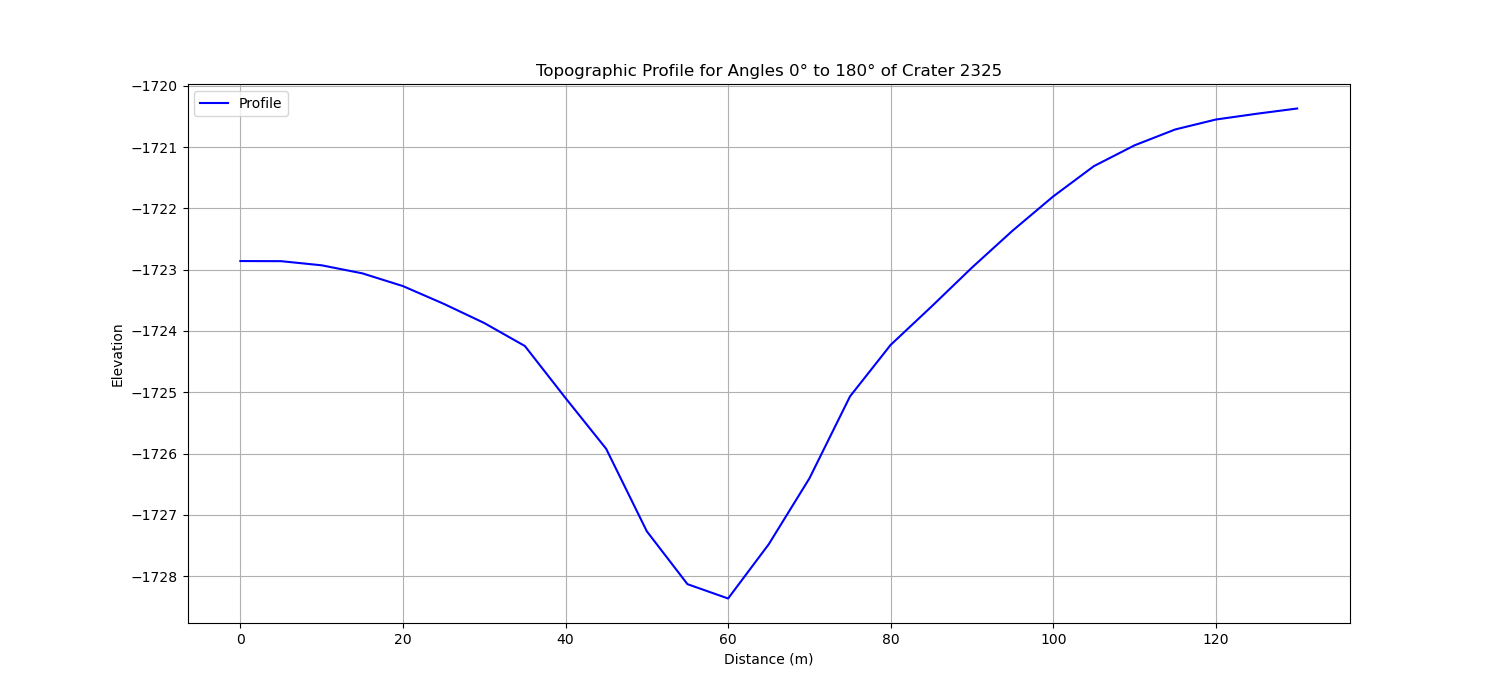 Topographic Profile for Angles 0° to 180° of Crater 2325
Profile
Elevation
−1720
−1721
−1722
−1723
−1724
−1725
−1726
−1727
−1728
0 20 40 60 80 100 120
Distance (m)